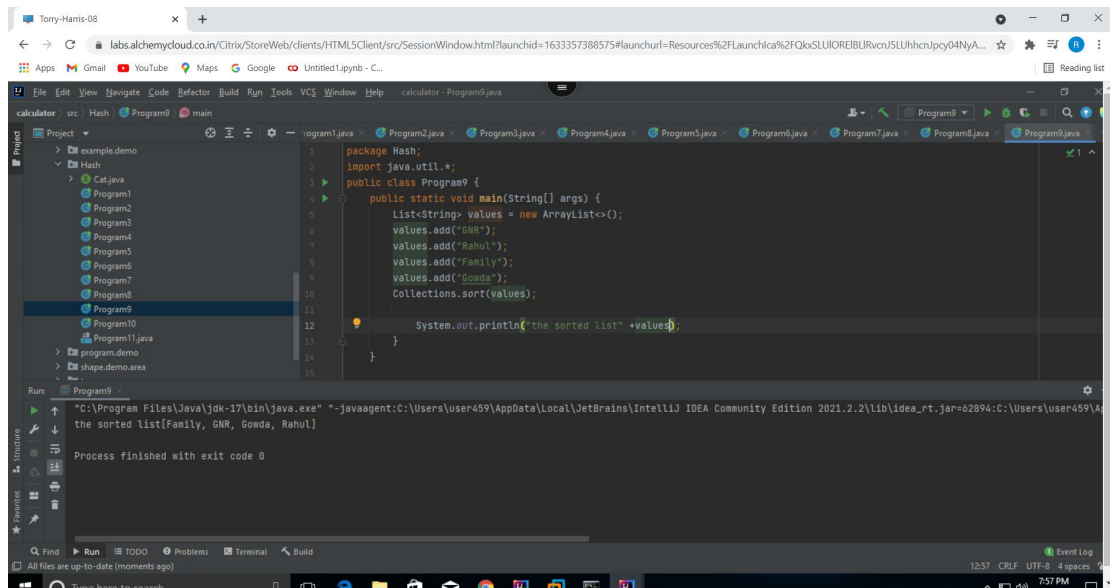 Torry-Harris-08
labs.alchemycloud.co.in/Citrix/StoreWeb/clients/HTML5Client/src/SessionWindow.html?launchid=1633357388575#launchurl=Resources%2FLaunchIca%2F
Apps Gmail YouTube Maps Google Untitled1.ipynb - C... Reading list
File Edit View Navigate Code Refactor Build Run Tools VCS Window Help calculator - Program9.java
calculator src Hash Program9 main Program9
Project rogram1.java Program2.java Program3.java Program4.java Program5.java Program6.java Program7.java Program8.java Program9.java
example.demo
Hash
Cat.java
Program1
Program2
Program3
Program4
Program5
Program6
Program7
Program8
Program9
Program10
Program11.java
program.demo
shape.demo.area
1 package Hash;
2 import java.util.*;
3 public class Program9 {
4 public static void main(String[] args) {
5 List<String> values = new ArrayList<>();
6 values.add("GNR");
7 values.add("Rahul");
8 values.add("Family");
9 values.add("Gowda");
10 Collections.sort(values);
11
12 System.out.println("the sorted list" +values);
13 }
14 }
15
1
Run: Program9
"C:\Program Files\Java\jdk-17\bin\java.exe" "-javaagent:C:\Users\user459\AppData\Local\JetBrains\IntelliJ IDEA Community Edition 2021.2.2\lib\idea_rt.jar=62894:C:\Users\user459\A
the sorted list[Family, GNR, Gowda, Rahul]
Process finished with exit code 0
Structure
Favorites
Find Run TODO Problems Terminal Build 1 Event Log
All files are up-to-date (moments ago) 12:57 CRLF UTF-8 4 spaces
Type here to search 7:57 PM